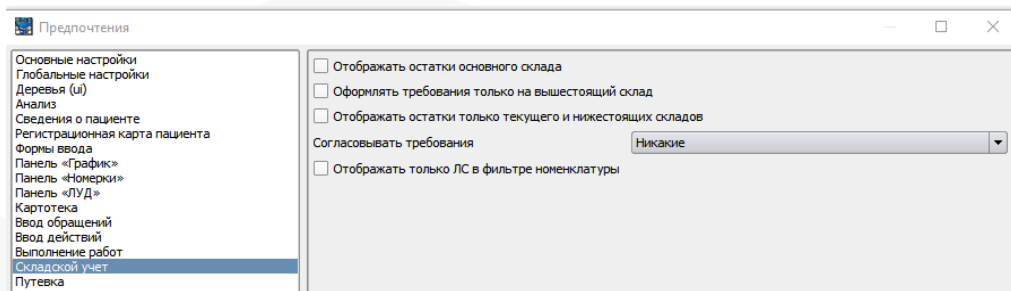 Предпочтения
Основные настройки
Глобальные настройки
Деревья (ui)
Анализ
Сведения о пациенте
Регистрационная карта пациента
Формы ввода
Панель «График»
Панель «Номерки»
Панель «ЛУД»
Картотека
Ввод обращений
Ввод действий
Выполнение работ
Складской учет
Путевка
Отображать остатки основного склада
Оформлять требования только на вышестоящий склад
Отображать остатки только текущего и нижестоящих складов
Согласовывать требования Никакие
Отображать только ЛС в фильтре номенклатуры